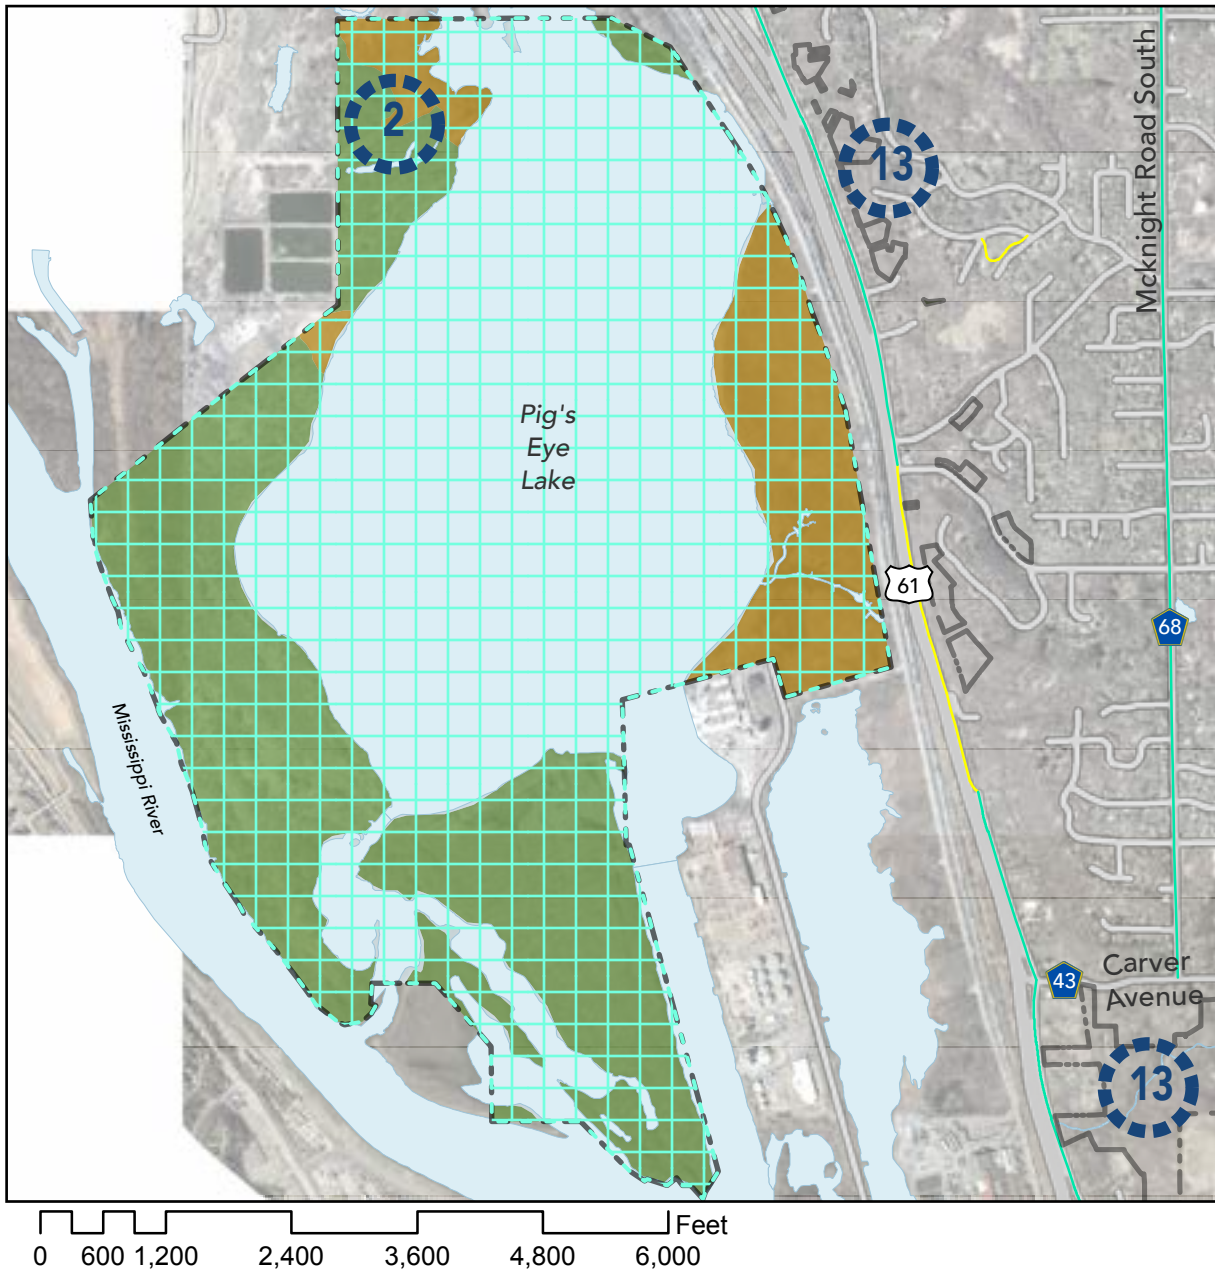 2
13
Mcknight Road South
Pig's
Eye
Lake
61
68
Mississippi River
Carver
Avenue
43
13
Feet
0 600 1,200 2,400 3,600 4,800 6,000